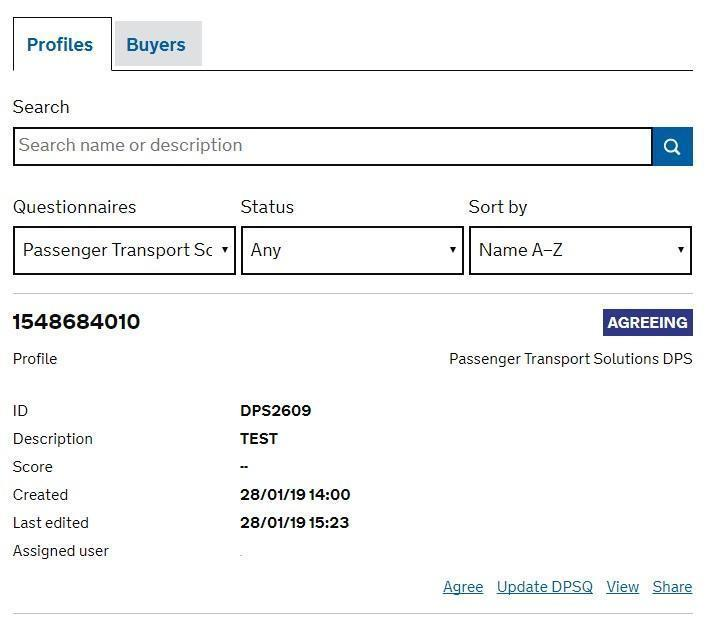 Profiles Buyers
Search
Search name or description
Questionnaires Status Sort by
Passenger Transport Sc Any Name A–Z
1548684010 AGREEING
Profile Passenger Transport Solutions DPS
ID DPS2609
Description TEST
Score --
Created 28/01/19 14:00
Last edited 28/01/19 15:23
Assigned user .
Agree Update DPSQ View Share